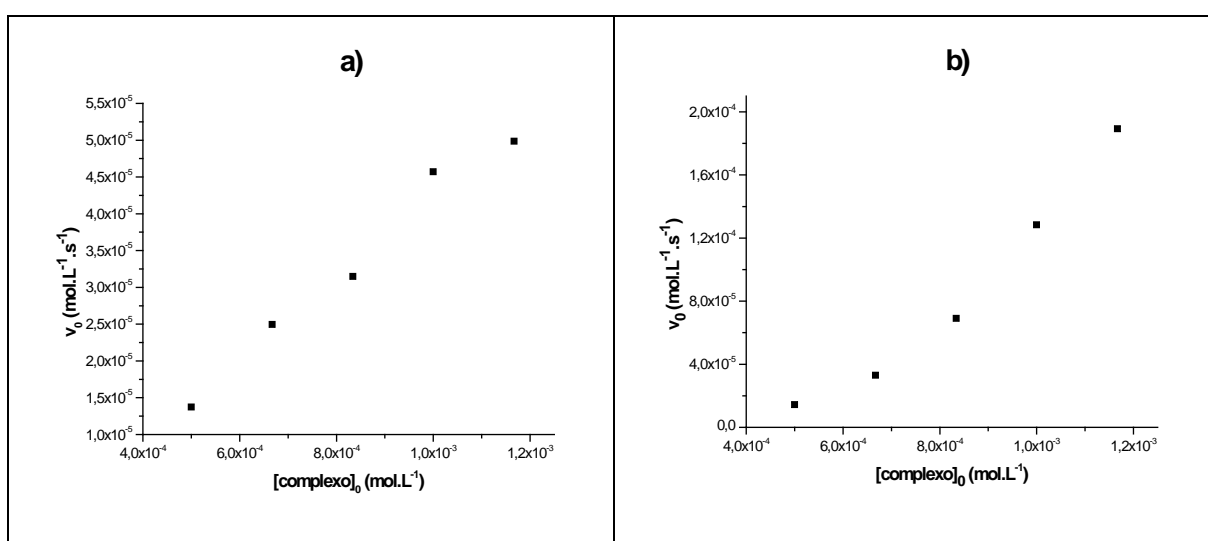 a)
5,5x10⁻⁵
5,0x10⁻⁵
4,5x10⁻⁵
4,0x10⁻⁵
3,5x10⁻⁵
3,0x10⁻⁵
2,5x10⁻⁵
2,0x10⁻⁵
1,5x10⁻⁵
1,0x10⁻⁵
v₀ (mol.L⁻¹.s⁻¹)
4,0x10⁻⁴ 6,0x10⁻⁴ 8,0x10⁻⁴ 1,0x10⁻³ 1,2x10⁻³
[complexo]₀ (mol.L⁻¹)
b)
2,0x10⁻⁴
1,6x10⁻⁴
1,2x10⁻⁴
8,0x10⁻⁵
4,0x10⁻⁵
0,0
v₀ (mol.L⁻¹.s⁻¹)
4,0x10⁻⁴ 6,0x10⁻⁴ 8,0x10⁻⁴ 1,0x10⁻³ 1,2x10⁻³
[complexo]₀ (mol.L⁻¹)